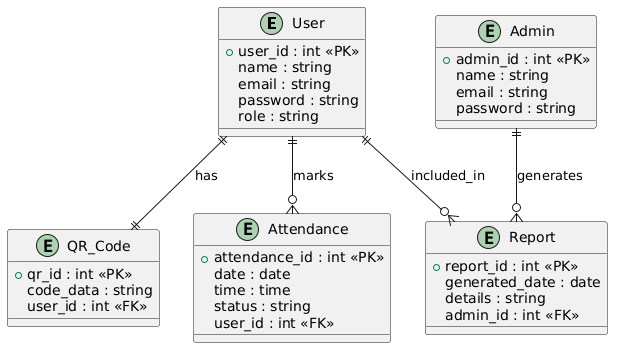 E User
user_id : int «PK»
name : string
email : string
password : string
role : string
E Admin
admin_id : int «PK»
name : string
email : string
password : string
has
marks
included_in
generates
E QR_Code
qr_id : int «PK»
code_data : string
user_id : int «FK»
E Attendance
attendance_id : int «PK»
date : date
time : time
status : string
user_id : int «FK»
E Report
report_id : int «PK»
generated_date : date
details : string
admin_id : int «FK»